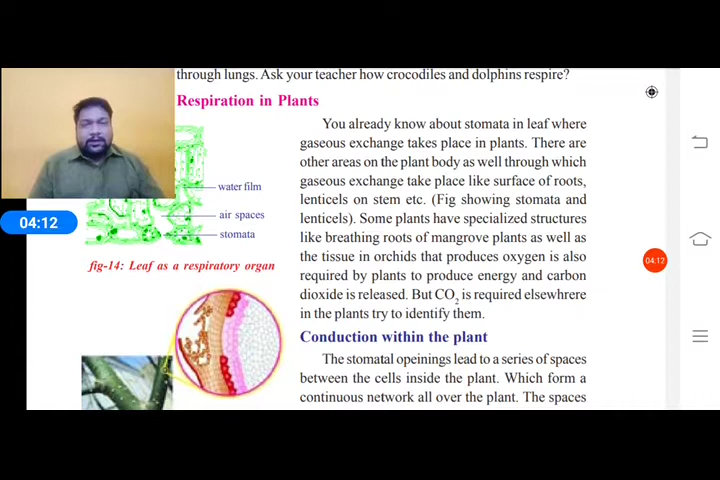 through lungs. Ask your teacher how crocodiles and dolphins respire?
Respiration in Plants
You already know about stomata in leaf where
gaseous exchange takes place in plants. There are
other areas on the plant body as well through which
gaseous exchange take place like surface of roots,
lenticels on stem etc. (Fig showing stomata and
lenticels). Some plants have specialized structures
like breathing roots of mangrove plants as well as
the tissue in orchids that produces oxygen is also
required by plants to produce energy and carbon
dioxide is released. But CO₂ is required elsewhrere
in the plants try to identify them.
water film
air spaces
stomata
fig-14: Leaf as a respiratory organ
04:12
04:12
Conduction within the plant
The stomatal opeinings lead to a series of spaces
between the cells inside the plant. Which form a
continuous network all over the plant. The spaces